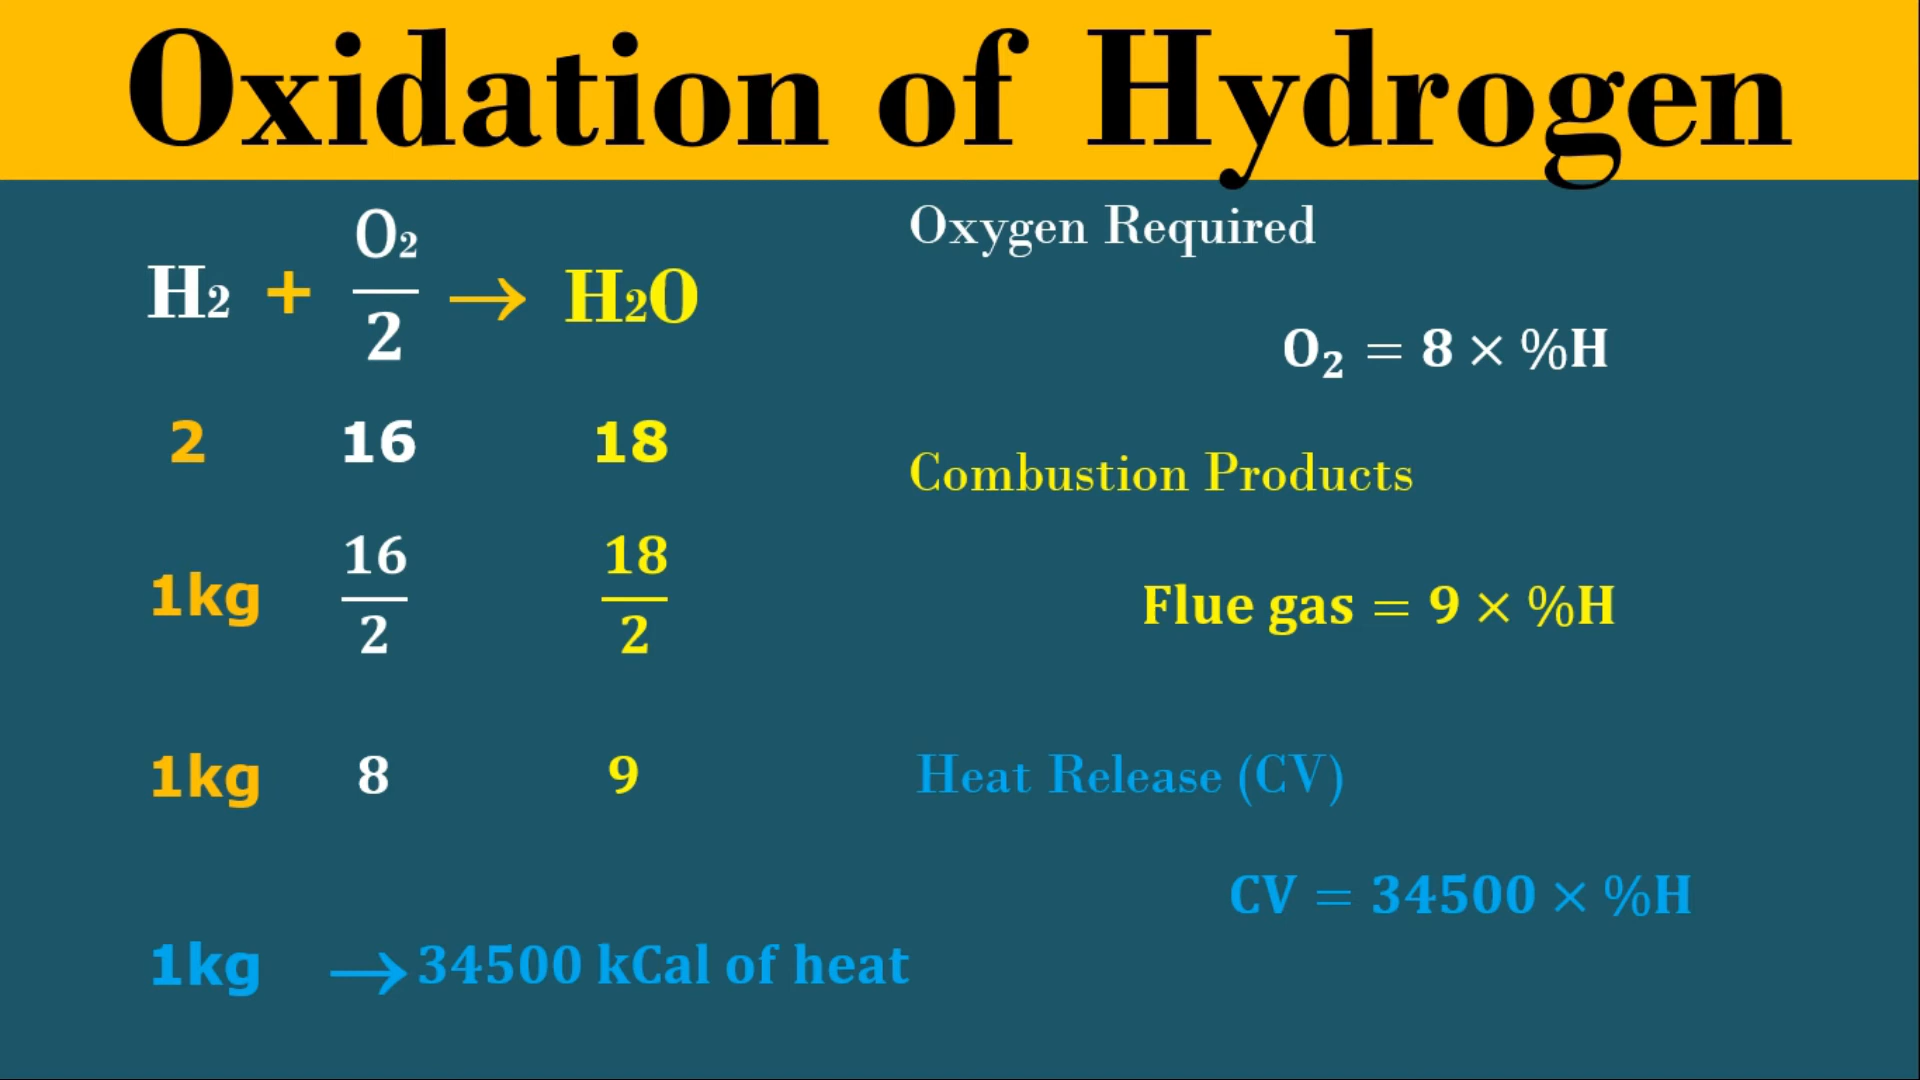 Oxidation of Hydrogen
H₂ + O₂/2 → H₂O
2 16 18
1kg 16/2 18/2
1kg 8 9
1kg → 34500 kCal of heat
Oxygen Required
O₂ = 8 × %H
Combustion Products
Flue gas = 9 × %H
Heat Release (CV)
CV = 34500 × %H